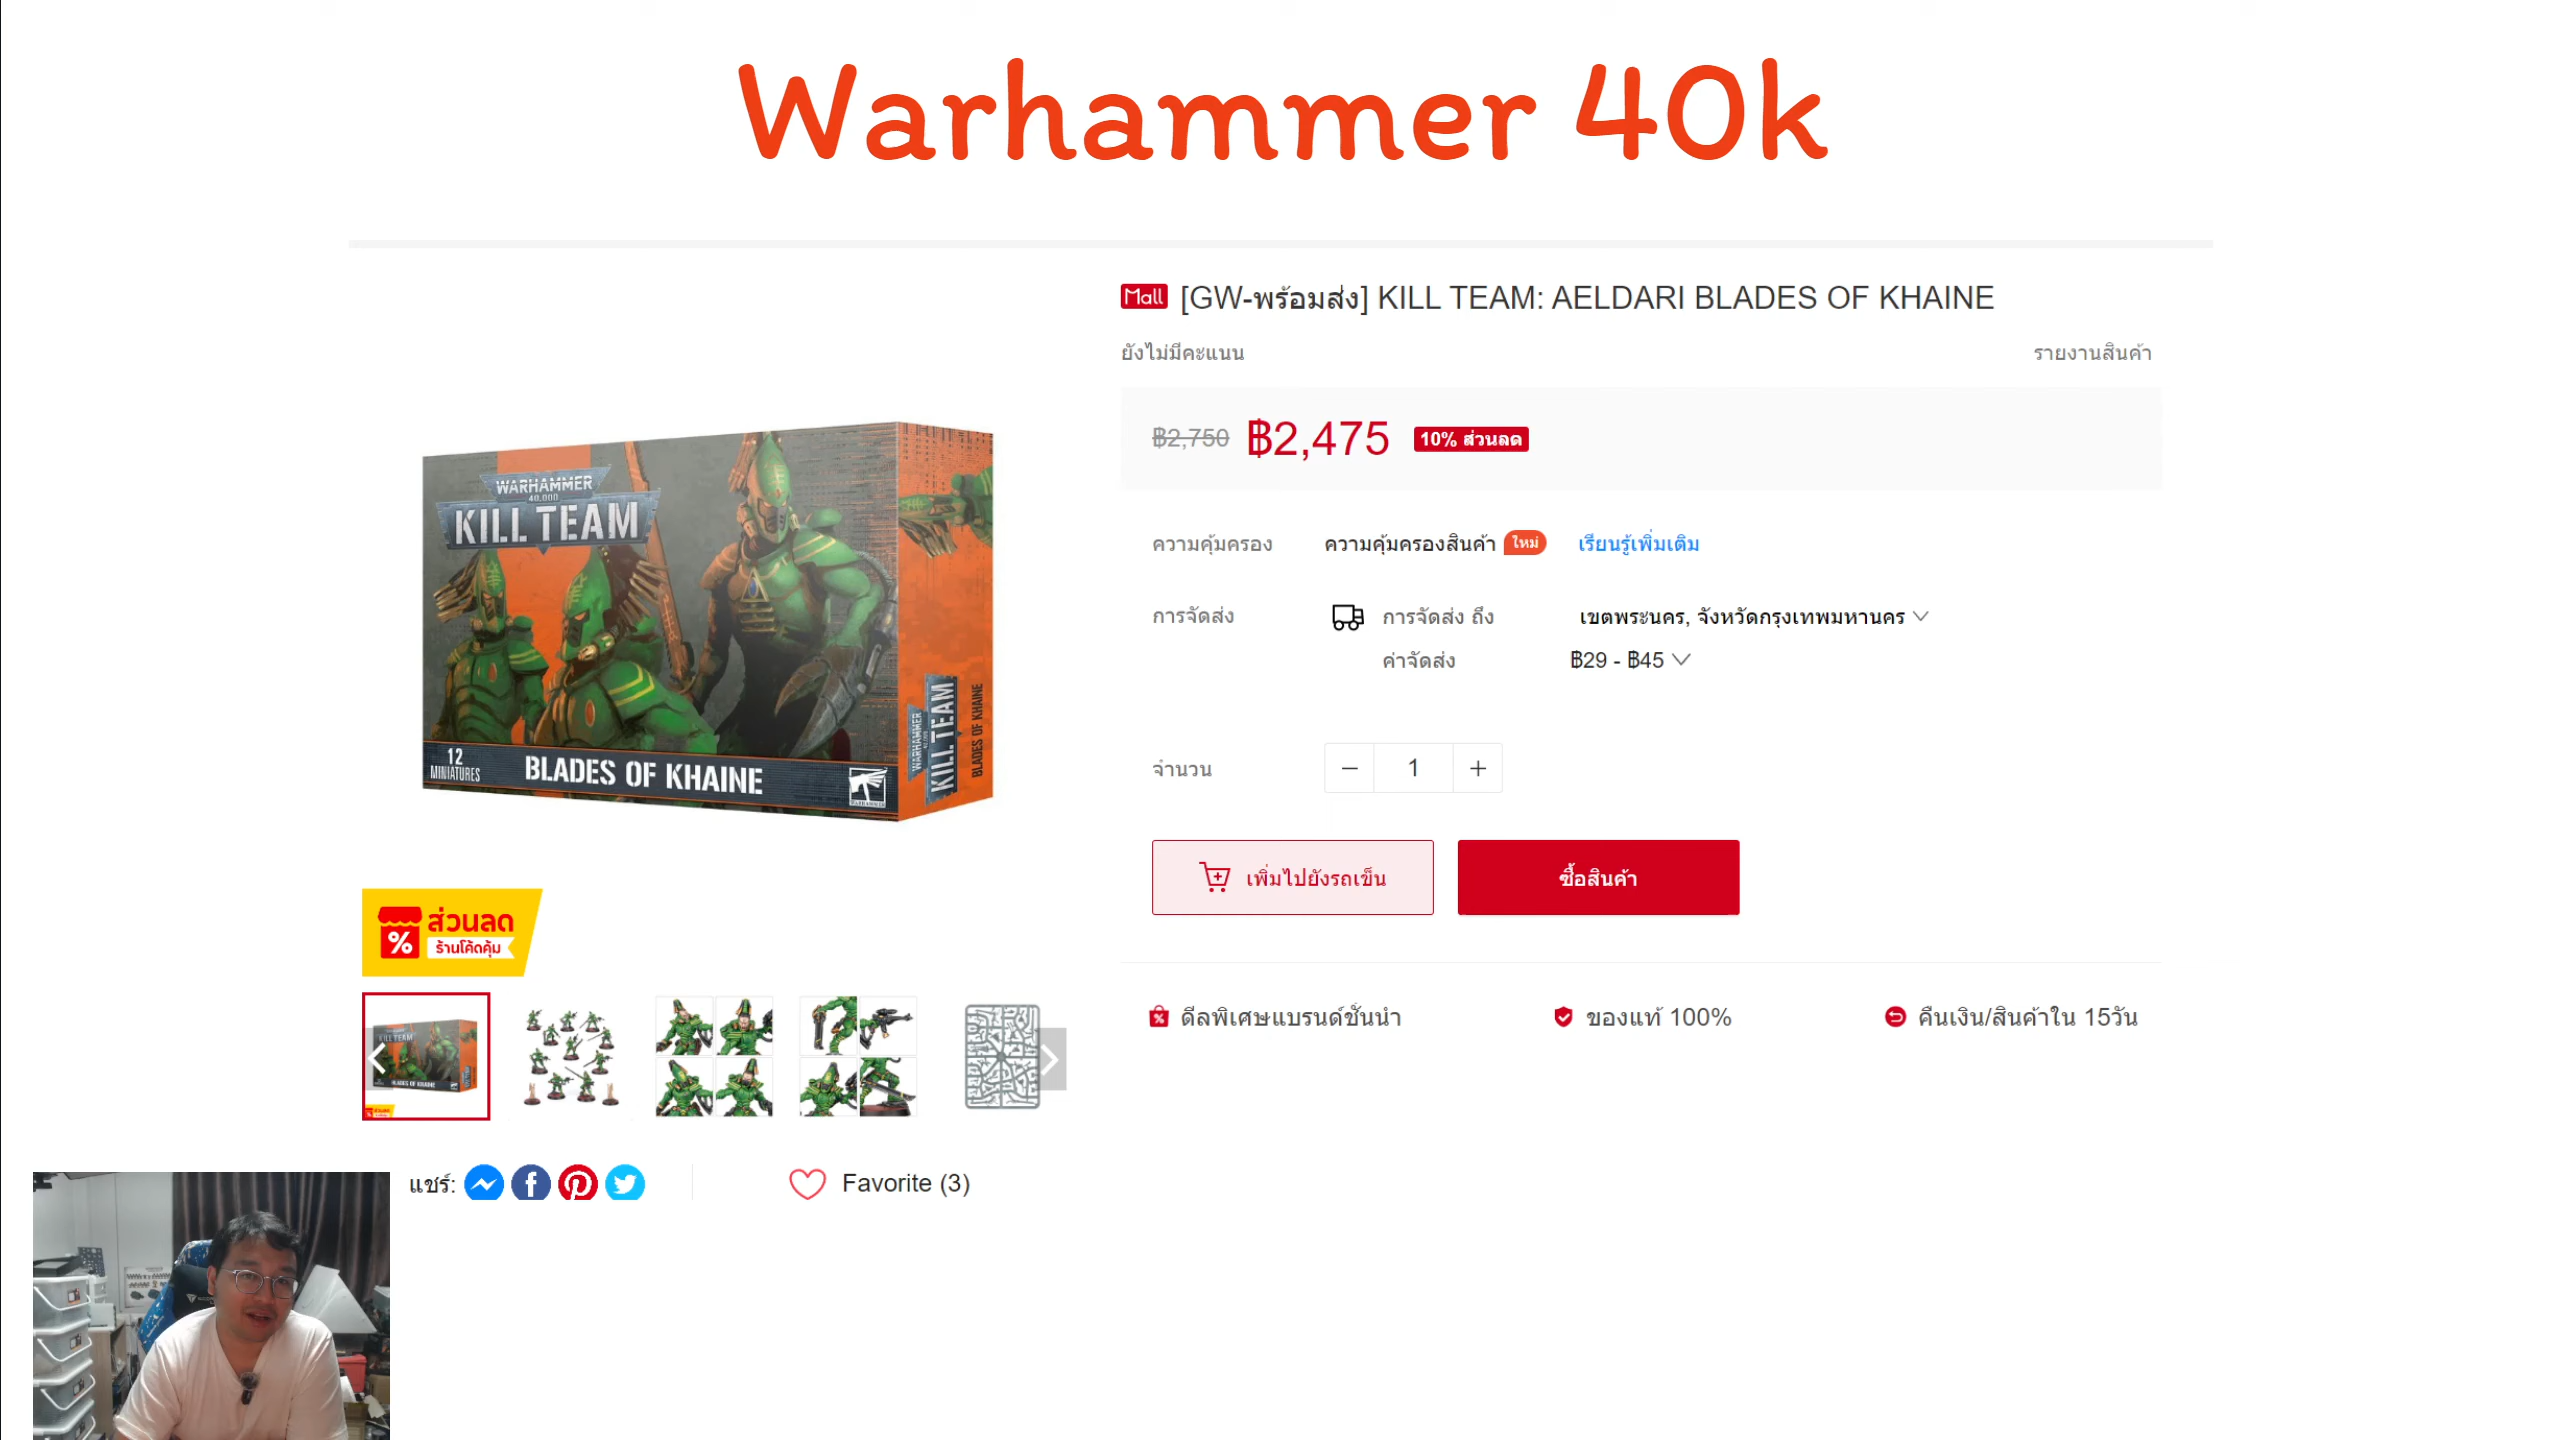 Warhammer 40k
Mall [GW-พร้อมส่ง] KILL TEAM: AELDARI BLADES OF KHAINE
ยังไม่มีคะแนน
รายงานสินค้า
฿2,750 ฿2,475 10% ส่วนลด
ความคุ้มครอง ความคุ้มครองสินค้า ใหม่ เรียนรู้เพิ่มเติม
การจัดส่ง การจัดส่ง ถึง เขตพระนคร, จังหวัดกรุงเทพมหานคร
ค่าจัดส่ง ฿29 - ฿45
จำนวน − 1 +
เพิ่มไปยังรถเข็น
ซื้อสินค้า
ดีลพิเศษแบรนด์ชั้นนำ
ของแท้ 100%
คืนเงิน/สินค้าใน 15วัน
WARHAMMER
40,000
KILL TEAM
12
MINIATURES
BLADES OF KHAINE
WARHAMMER
KILL TEAM
BLADES OF KHAINE
% ส่วนลด
ร้านโค้ดคุ้ม
KILL TEAM
BLADES OF KHAINE
แชร์:
Favorite (3)